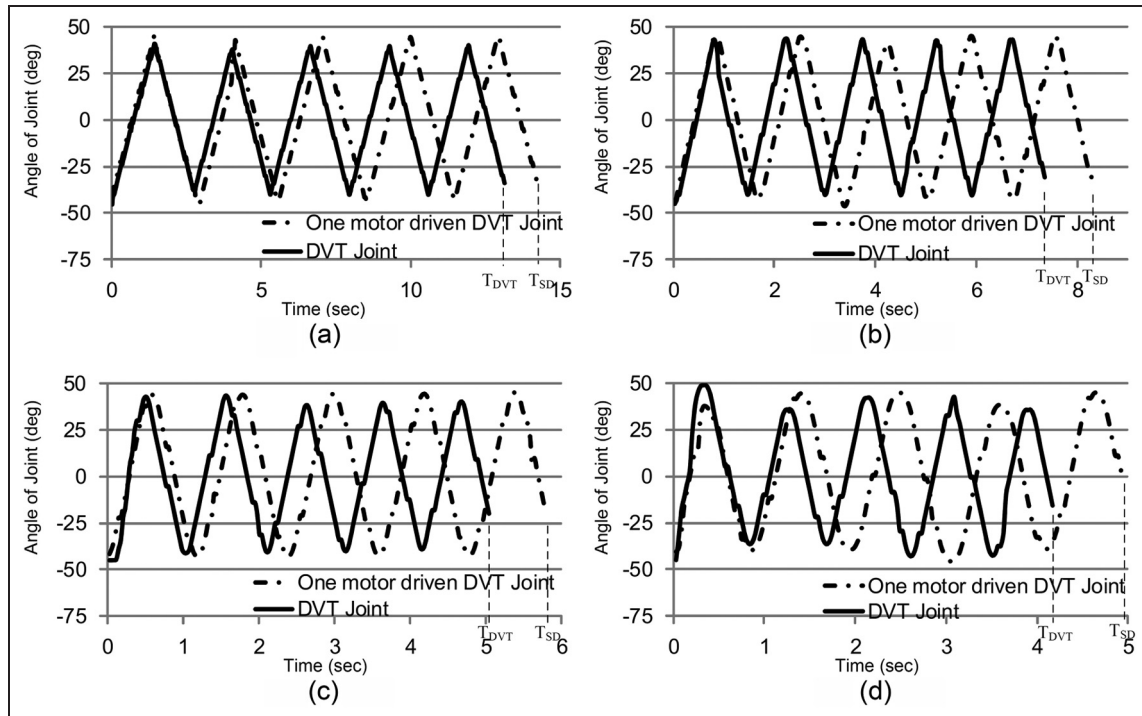 50
25
0
-25
-50
-75
Angle of Joint (deg)
One motor driven DVT Joint
DVT Joint
T_DVT
T_SD
0
5
10
15
Time (sec)
(a)
50
25
0
-25
-50
-75
Angle of Joint (deg)
One motor driven DVT Joint
DVT Joint
T_DVT
T_SD
0
2
4
6
8
Time (sec)
(b)
50
25
0
-25
-50
-75
Angle of Joint (deg)
One motor driven DVT Joint
DVT Joint
T_DVT
T_SD
0
1
2
3
4
5
6
Time (sec)
(c)
50
25
0
-25
-50
-75
Angle of Joint (deg)
One motor driven DVT Joint
DVT Joint
T_DVT
T_SD
0
1
2
3
4
5
Time (sec)
(d)